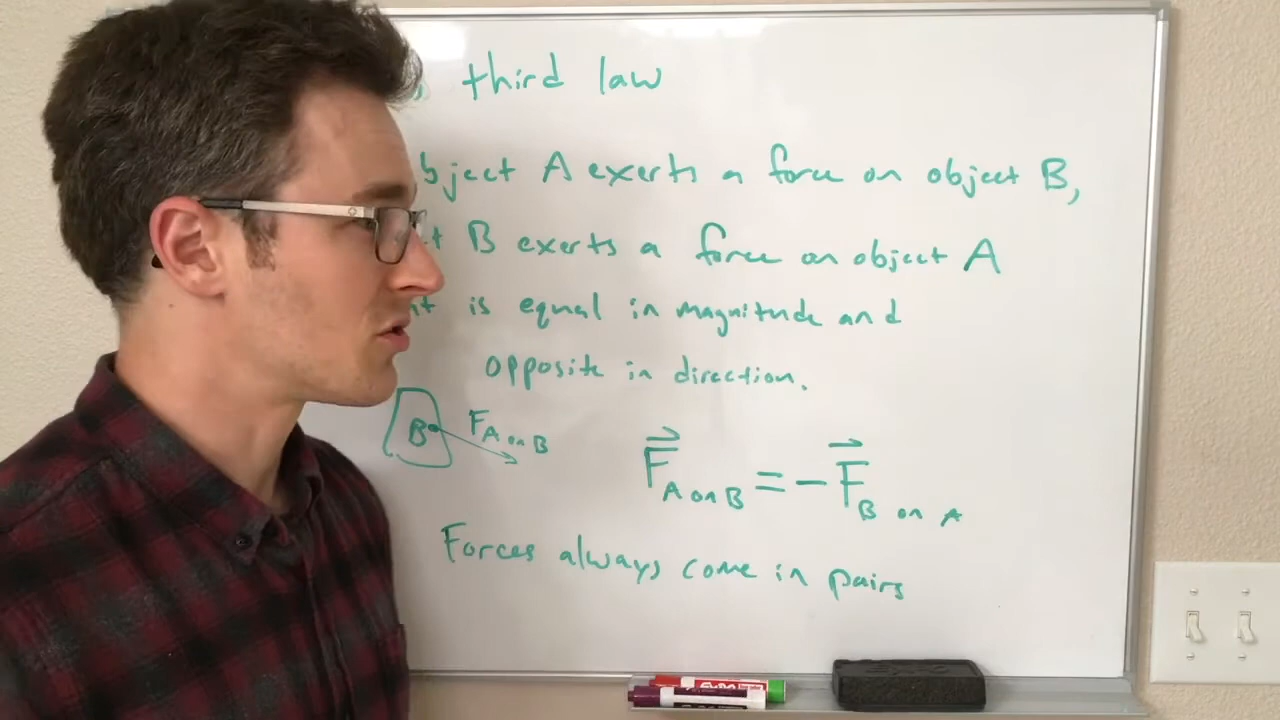 third law
bject A exerts a force on object B,
t B exerts a force on object A
t is equal in magnitude and
opposite in direction.
B F A on B
F A on B = - F B on A
Forces always come in pairs
EXPO